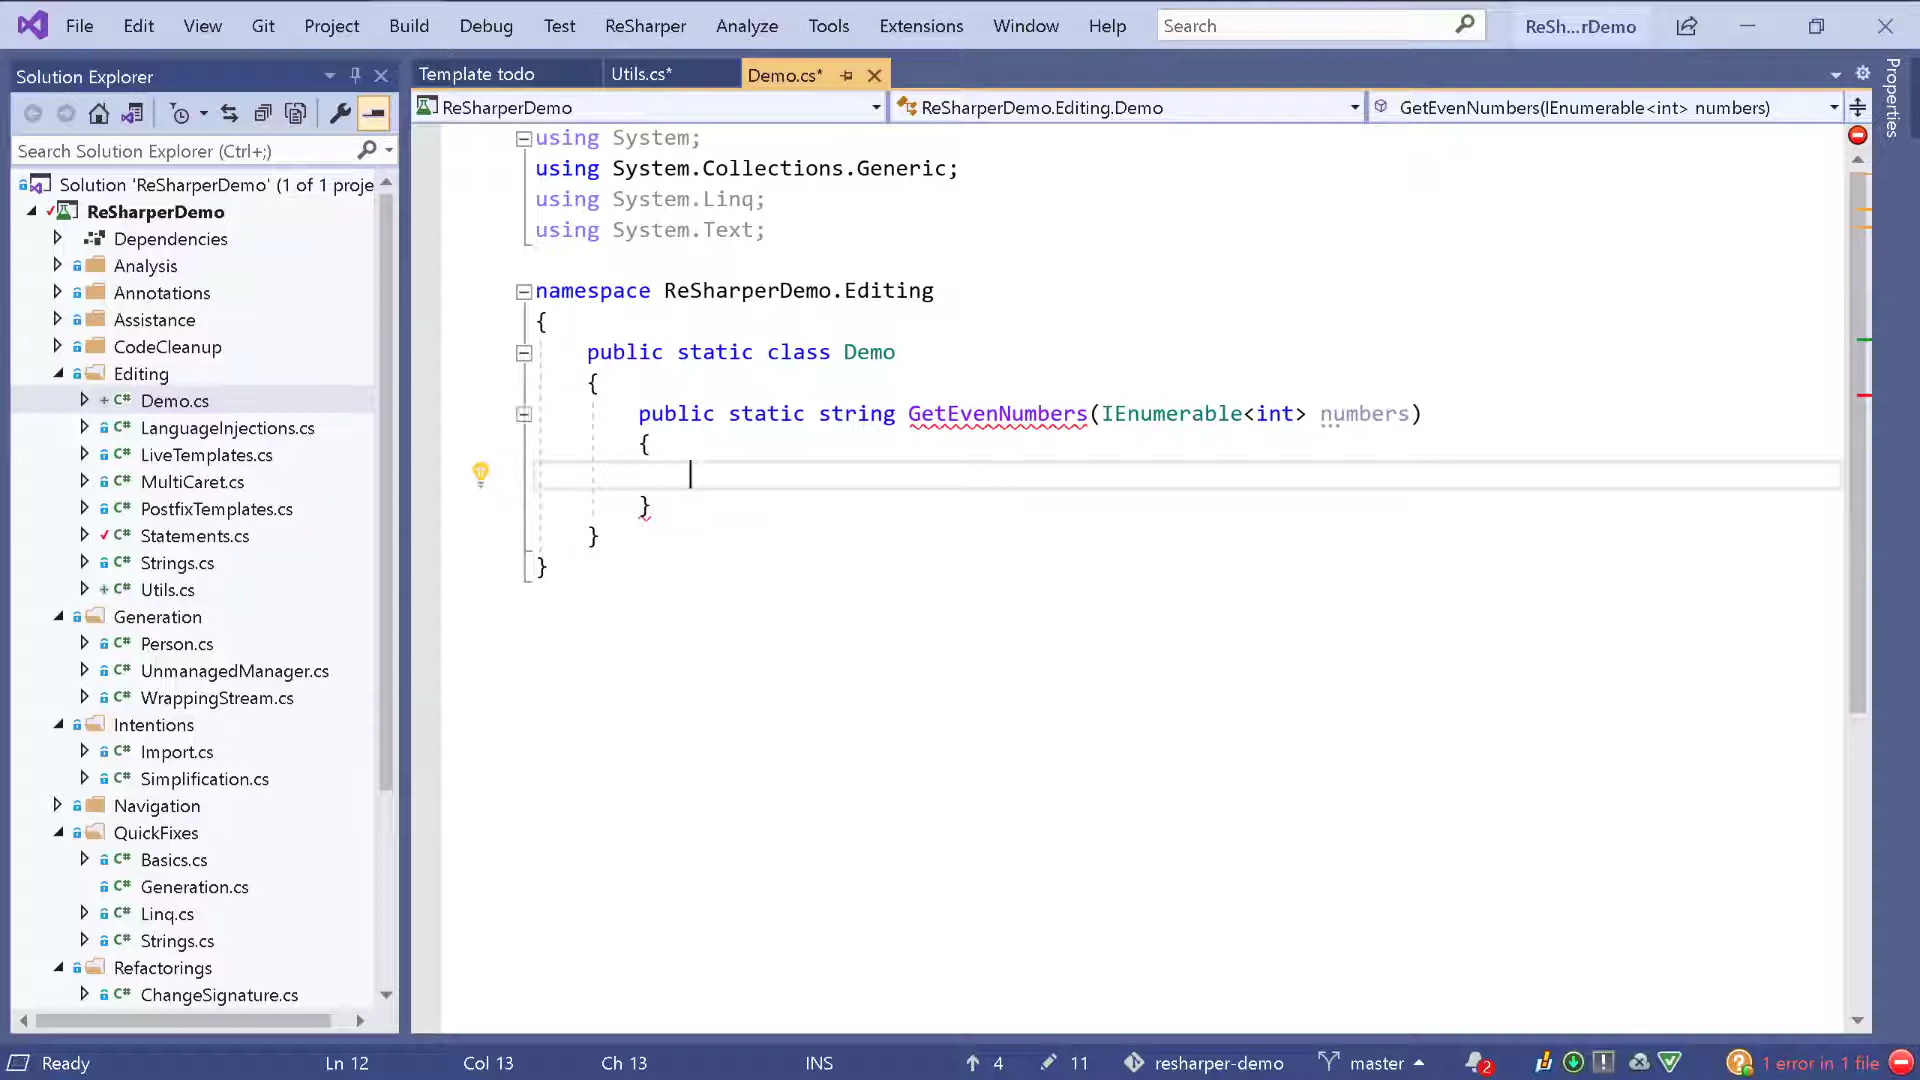 File Edit View Git Project Build Debug Test ReSharper Analyze Tools Extensions Window Help Search ReSh...rDemo
Solution Explorer
Search Solution Explorer (Ctrl+;)
Solution 'ReSharperDemo' (1 of 1 proje
ReSharperDemo
Dependencies
Analysis
Annotations
Assistance
CodeCleanup
Editing
C# Demo.cs
C# LanguageInjections.cs
C# LiveTemplates.cs
C# MultiCaret.cs
C# PostfixTemplates.cs
C# Statements.cs
C# Strings.cs
C# Utils.cs
Generation
C# Person.cs
C# UnmanagedManager.cs
C# WrappingStream.cs
Intentions
C# Import.cs
C# Simplification.cs
Navigation
QuickFixes
C# Basics.cs
C# Generation.cs
C# Linq.cs
C# Strings.cs
Refactorings
C# ChangeSignature.cs
Template todo Utils.cs* Demo.cs*
ReSharperDemo ReSharperDemo.Editing.Demo GetEvenNumbers(IEnumerable<int> numbers)
using System;
using System.Collections.Generic;
using System.Linq;
using System.Text;
namespace ReSharperDemo.Editing
{
public static class Demo
{
public static string GetEvenNumbers(IEnumerable<int> numbers)
{
}
}
}
Properties
Ready Ln 12 Col 13 Ch 13 INS 4 11 resharper-demo master 2 1 error in 1 file